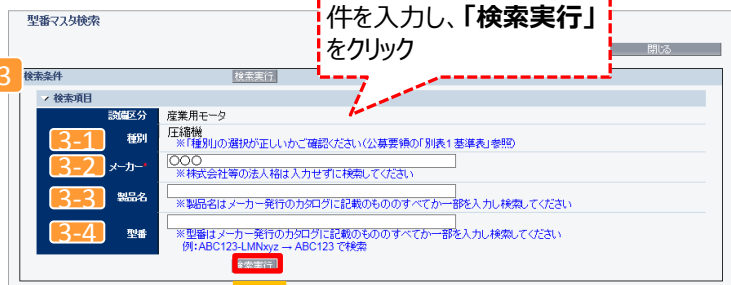 件を入力し、「検索実行」
をクリック
型番マスタ検索
閉じる
3
検索条件
検索実行
検索項目
設備区分
産業用モータ
3-1
種別
圧縮機
※「種別」の選択が正しいかご確認ください(公募要領の「別表1 基準表」参照)
3-2
メーカー*
〇〇〇
※株式会社等の法人格は入力せずに検索してください
3-3
製品名
※製品名はメーカー発行のカタログに記載のもののすべてか一部を入力し検索してください
3-4
型番
※型番はメーカー発行のカタログに記載のもののすべてか一部を入力し検索してください
例:ABC123-LMNxyz → ABC123 で検索
検索実行